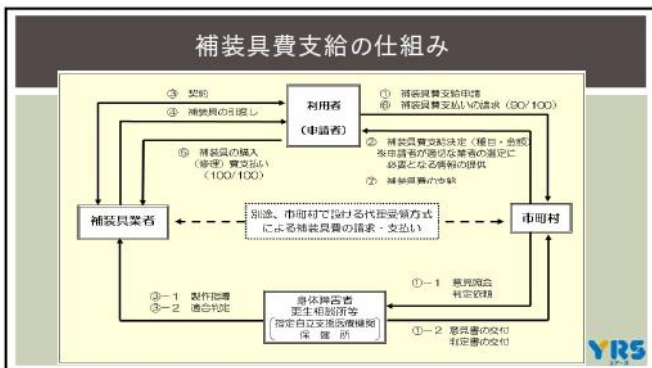 補装具費支給の仕組み
③ 契約
④ 補装具の引渡し
利用者
(申請者)
① 補装具費支給申請
⑥ 補装具費支払いの請求(90/100)
⑤ 補装具の購入
(修理)費支払い
(100/100)
② 補装具費支給決定(種目・金額)
※申請者が適切な業者の選定に
必要となる情報の提供
⑦ 補装具費の支給
補装具業者
別途、市町村で設ける代理受領方式
による補装具費の請求・支払い
市町村
③-1 製作指導
③-2 適合判定
身体障害者
更生相談所等
指定自立支援医療機関
保健所
①-1 意見照会
判定依頼
①-2 意見書の交付
判定書の交付
YRS